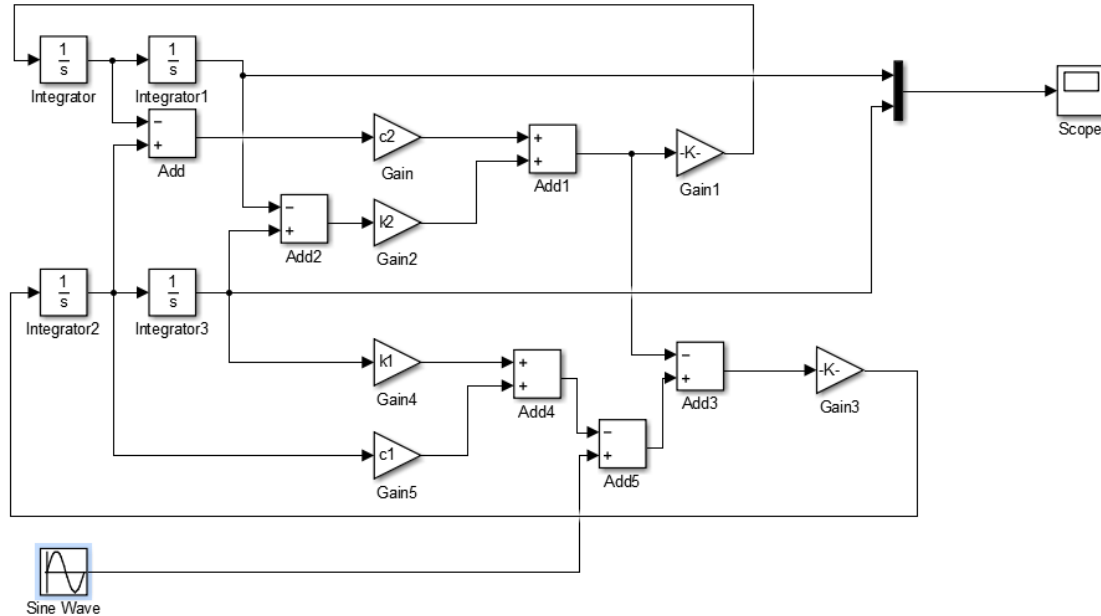 1
s
Integrator
1
s
Integrator1
Scope
−
+
Add
c2
Gain
+
+
Add1
-K-
Gain1
−
+
Add2
k2
Gain2
1
s
Integrator2
1
s
Integrator3
k1
Gain4
+
+
Add4
−
+
Add3
-K-
Gain3
c1
Gain5
−
+
Add5
Sine Wave